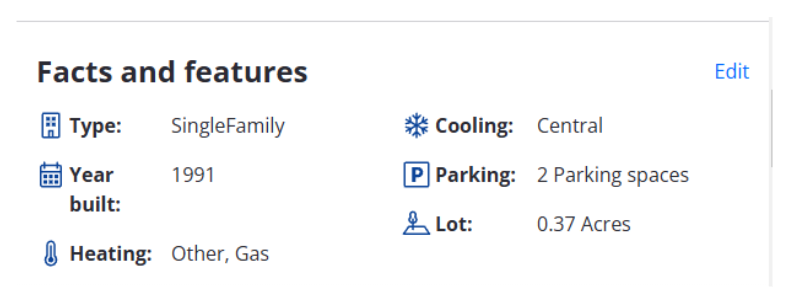 Facts and features
Edit
Type: SingleFamily
Year built: 1991
Heating: Other, Gas
Cooling: Central
P Parking: 2 Parking spaces
Lot: 0.37 Acres